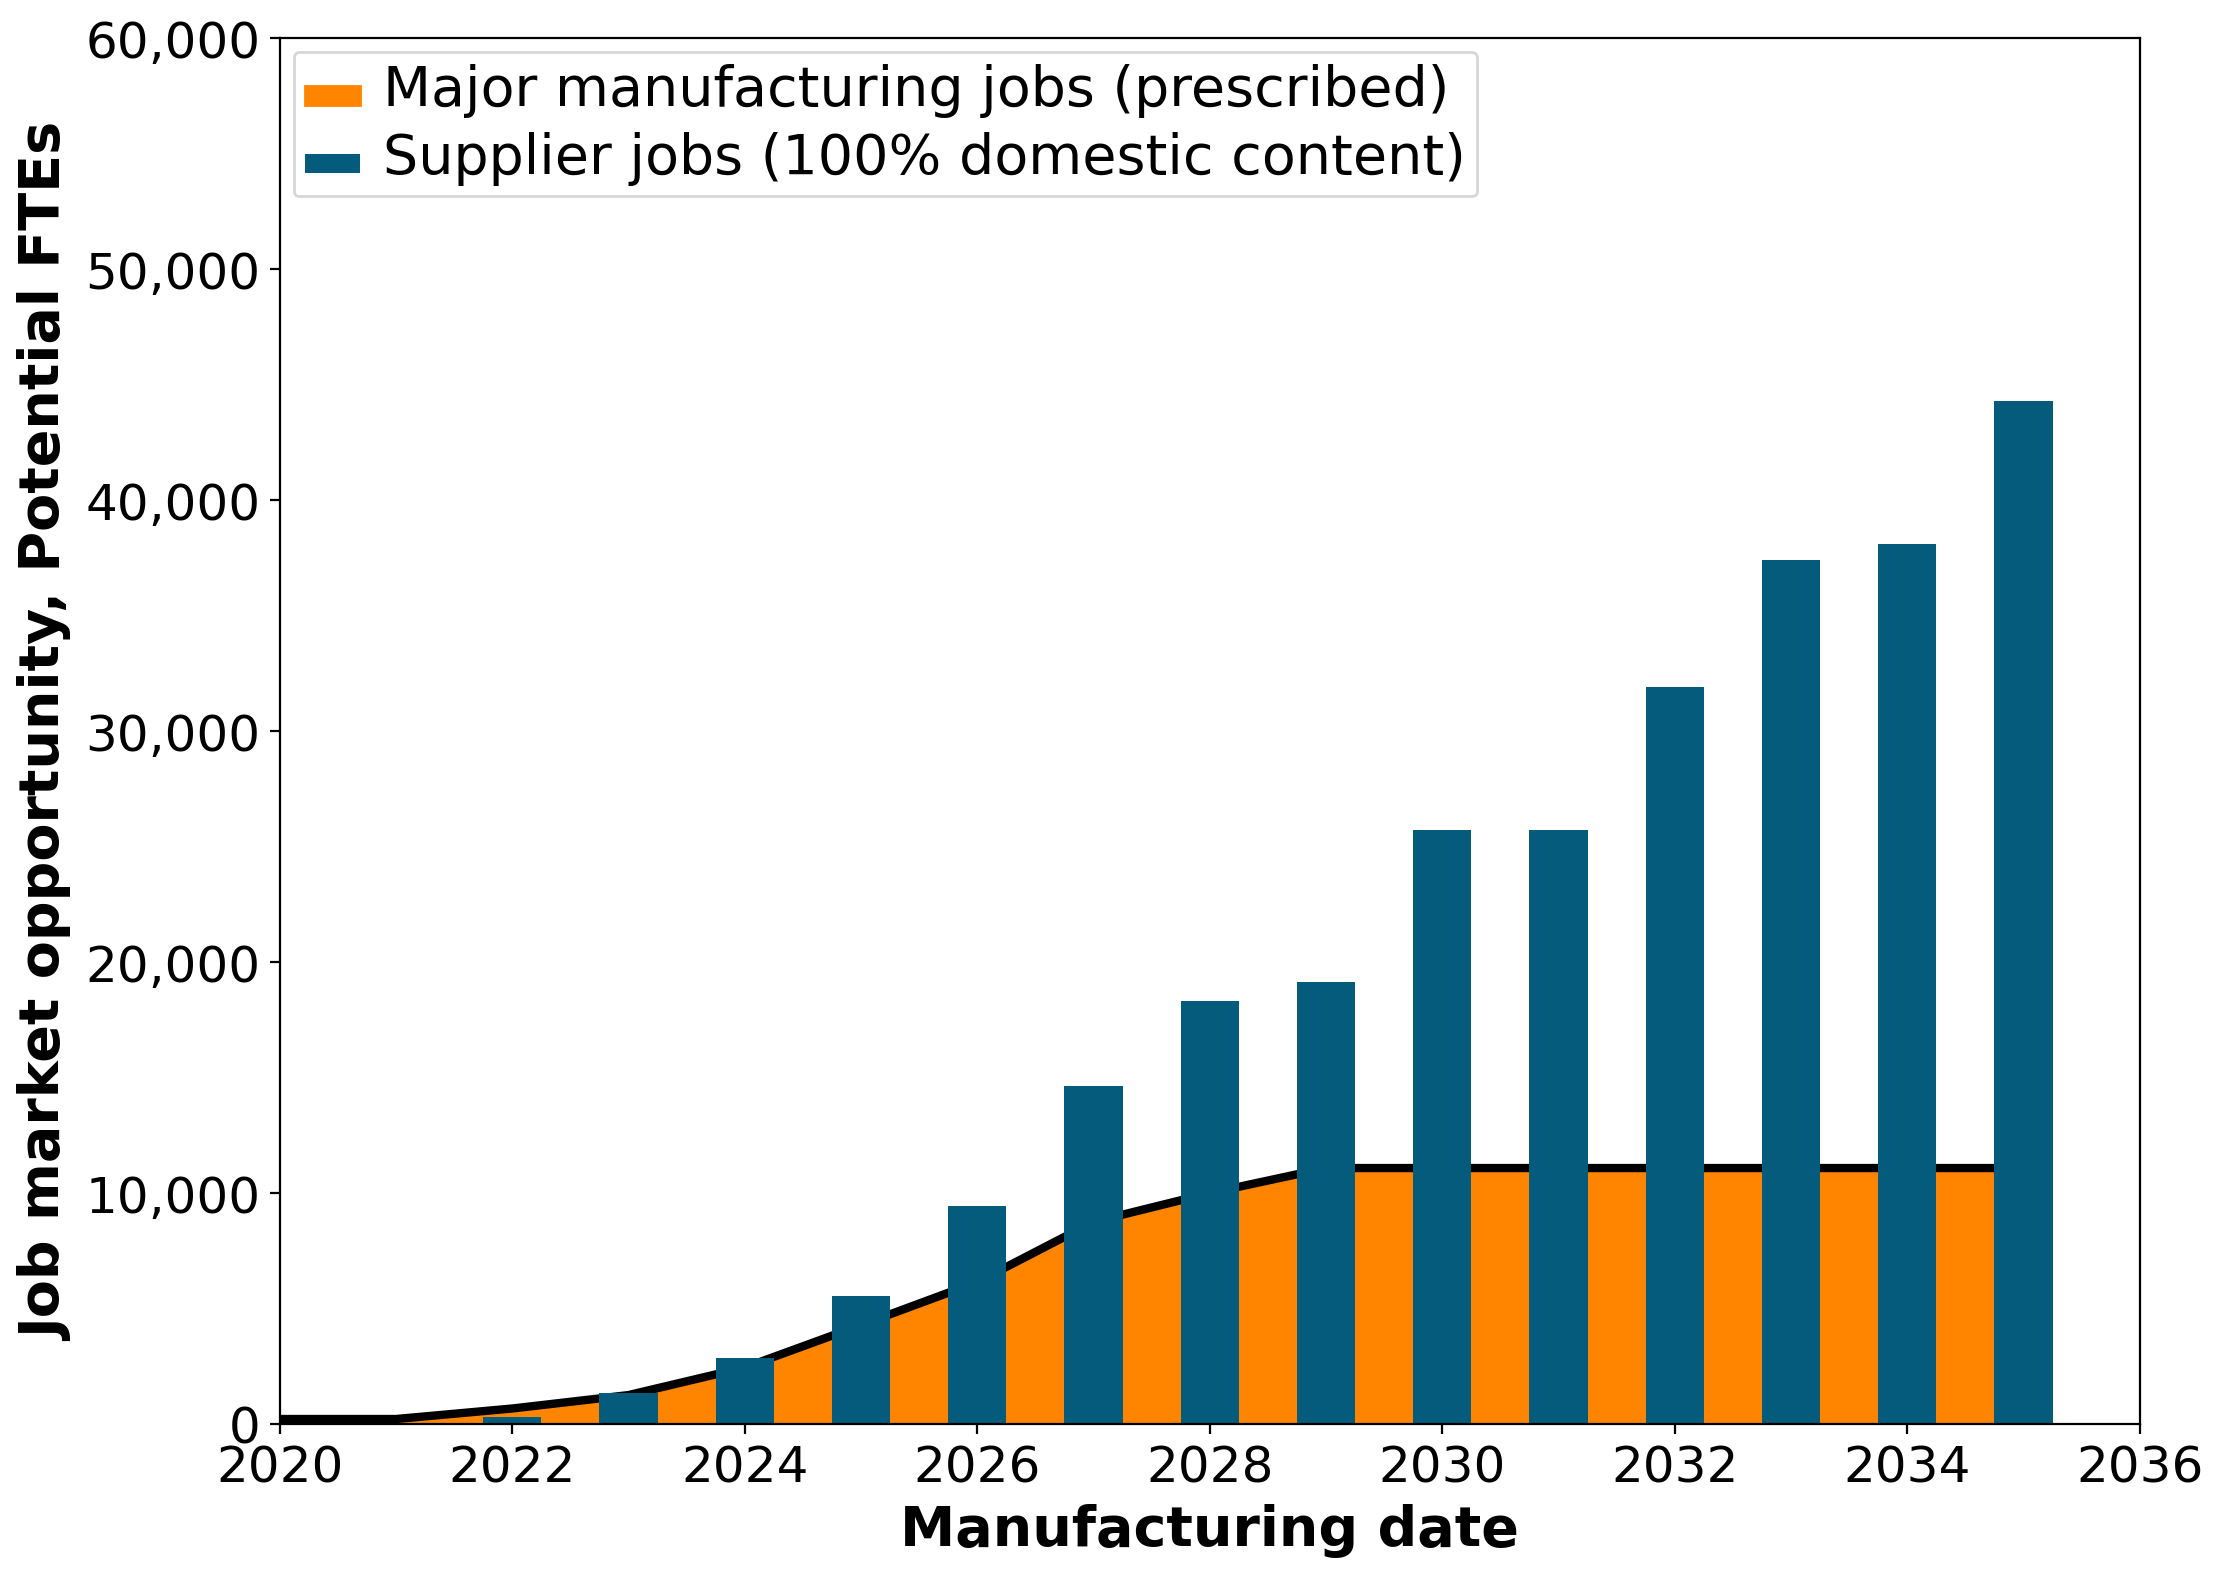 Job market opportunity, Potential FTEs
60,000
50,000
40,000
30,000
20,000
10,000
0
Major manufacturing jobs (prescribed)
Supplier jobs (100% domestic content)
2020 2022 2024 2026 2028 2030 2032 2034 2036
Manufacturing date